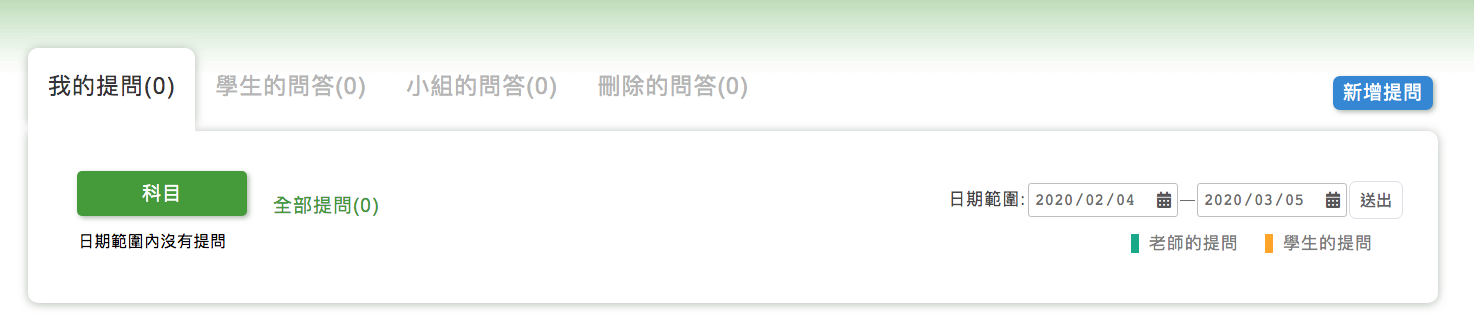 我的提問(0) 學生的問答(0) 小組的問答(0) 刪除的問答(0) 新增提問
科目 全部提問(0) 日期範圍: 2020/02/04 — 2020/03/05 送出
日期範圍內沒有提問 老師的提問 學生的提問